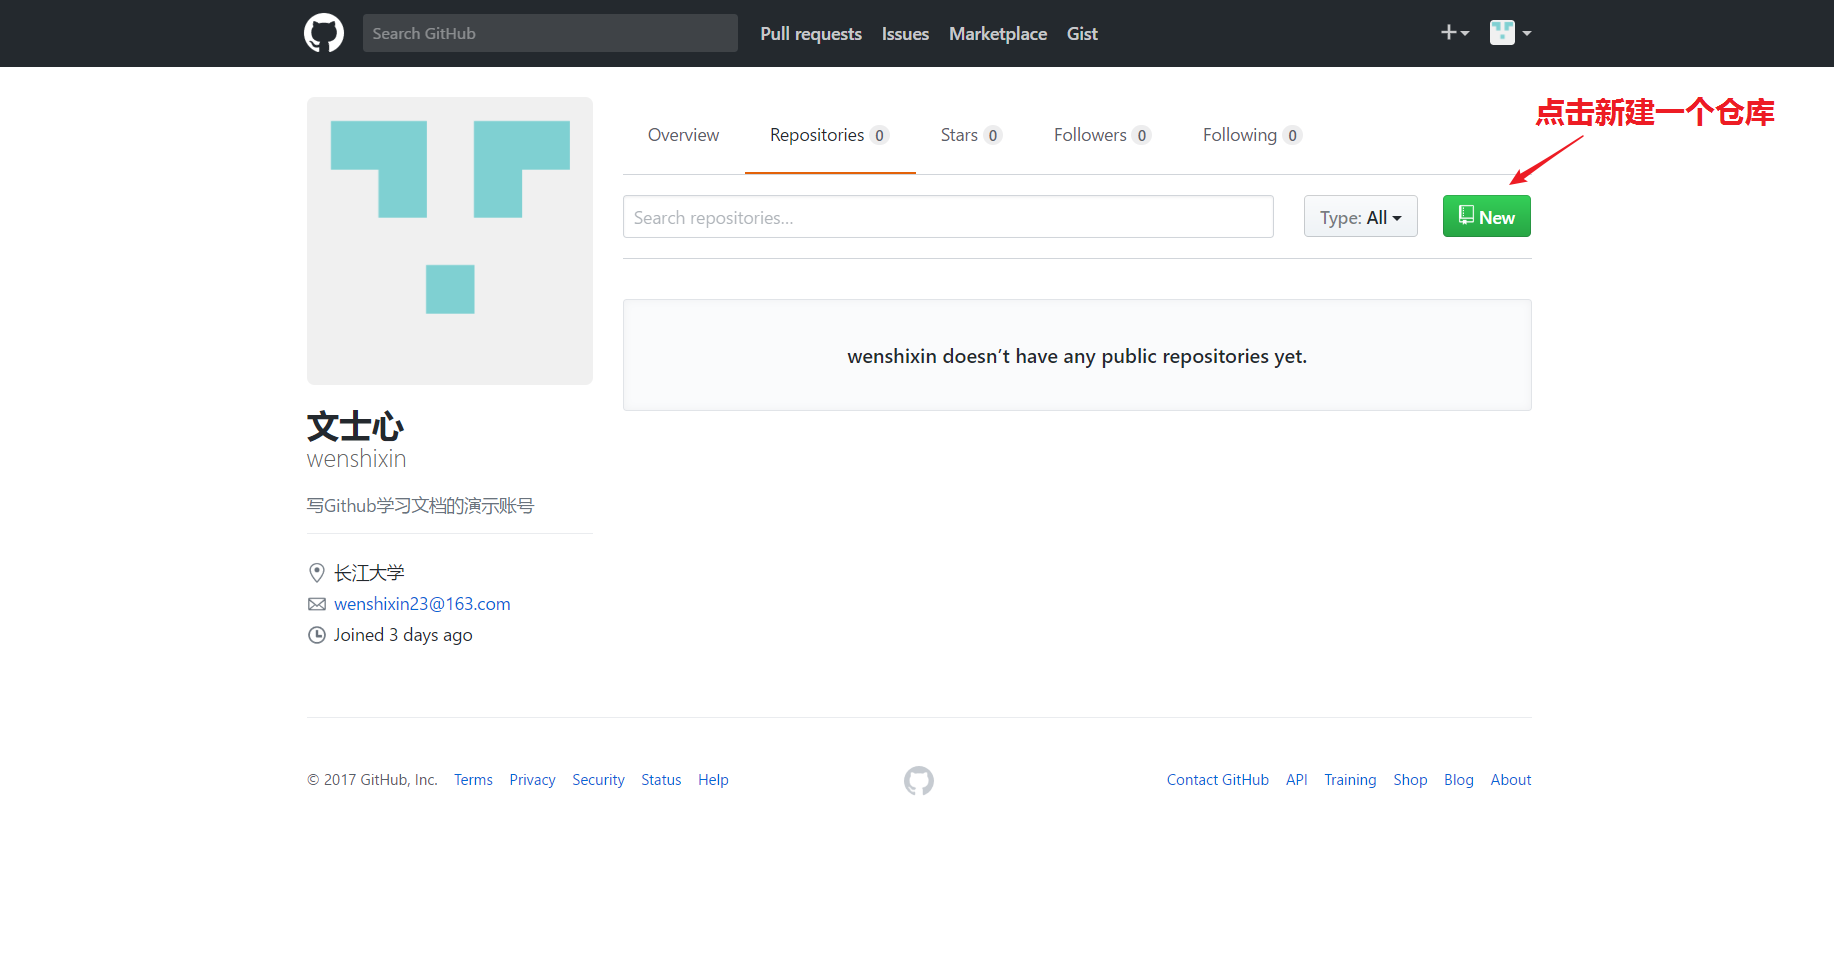 Search GitHub Pull requests Issues Marketplace Gist
点击新建一个仓库
Overview Repositories 0 Stars 0 Followers 0 Following 0
Search repositories... Type: All New
wenshixin doesn’t have any public repositories yet.
文士心
wenshixin
写Github学习文档的演示账号
长江大学
wenshixin23@163.com
Joined 3 days ago
© 2017 GitHub, Inc. Terms Privacy Security Status Help Contact GitHub API Training Shop Blog About